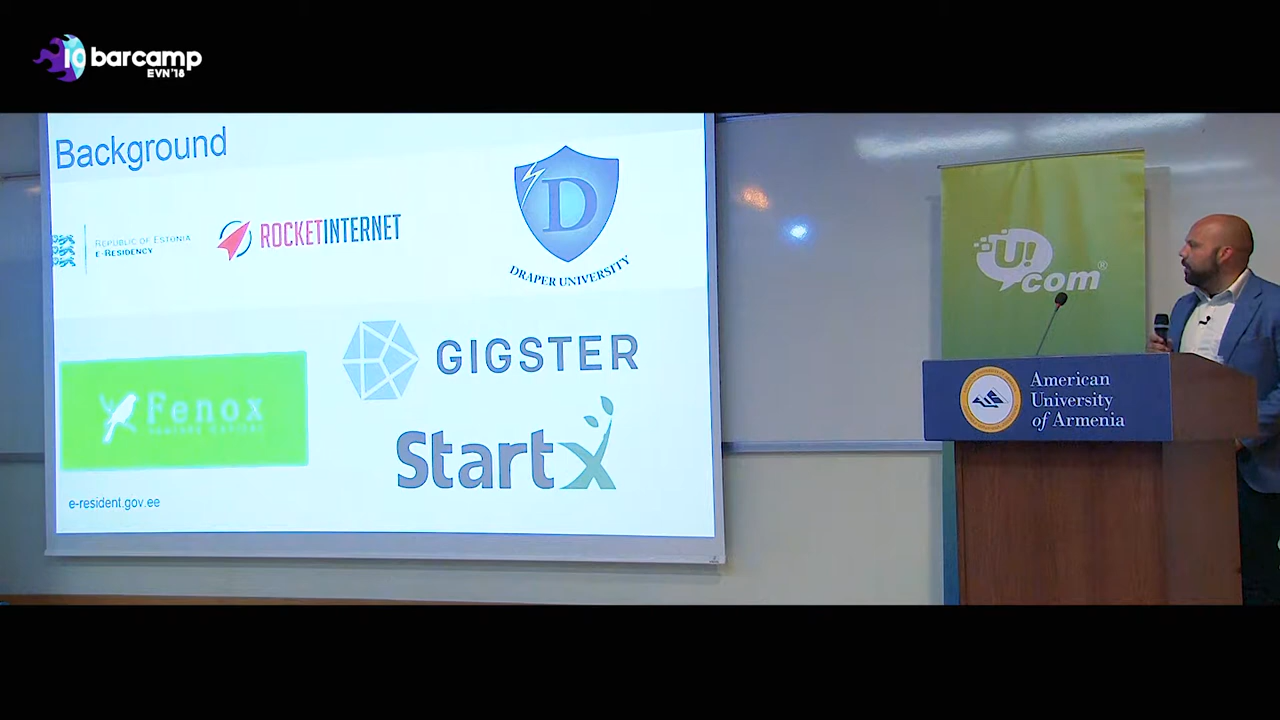 10 barcamp
EVN'18
Background
REPUBLIC OF ESTONIA
E-RESIDENCY
ROCKETINTERNET
D
DRAPER UNIVERSITY
GIGSTER
Fenox
StartX
e-resident.gov.ee
U!
com®
American
University
of Armenia